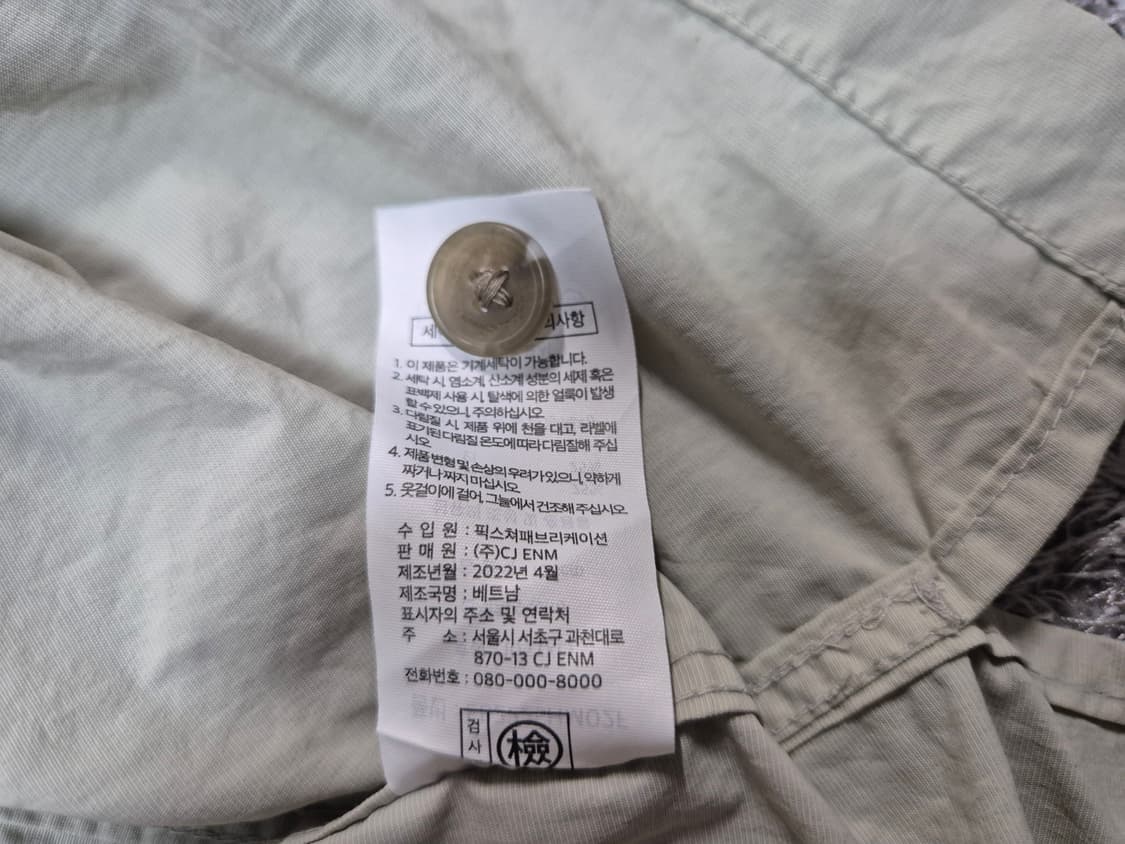 세 의사항
1. 이 제품은 기계세탁이 가능합니다.
2. 세탁 시, 염소계, 산소계 성분의 세제 혹은
표백제 사용 시, 탈색에 의한 얼룩이 발생
할 수 있으니, 주의하십시오.
3. 다림질 시, 제품 위에 천을 대고, 라벨에
표기된 다림질 온도에 따라 다림질해 주십
시오.
4. 제품 변형 및 손상의 우려가 있으니, 약하게
짜거나 짜지 마십시오.
5. 옷걸이에 걸어, 그늘에서 건조해 주십시오.
수 입 원 : 픽스쳐패브리케이션
판 매 원 : (주)CJ ENM
제조년월 : 2022년 4월
제조국명 : 베트남
표시자의 주소 및 연락처
주 소 : 서울시 서초구 과천대로
870-13 CJ ENM
전화번호 : 080-000-8000
검사 檢